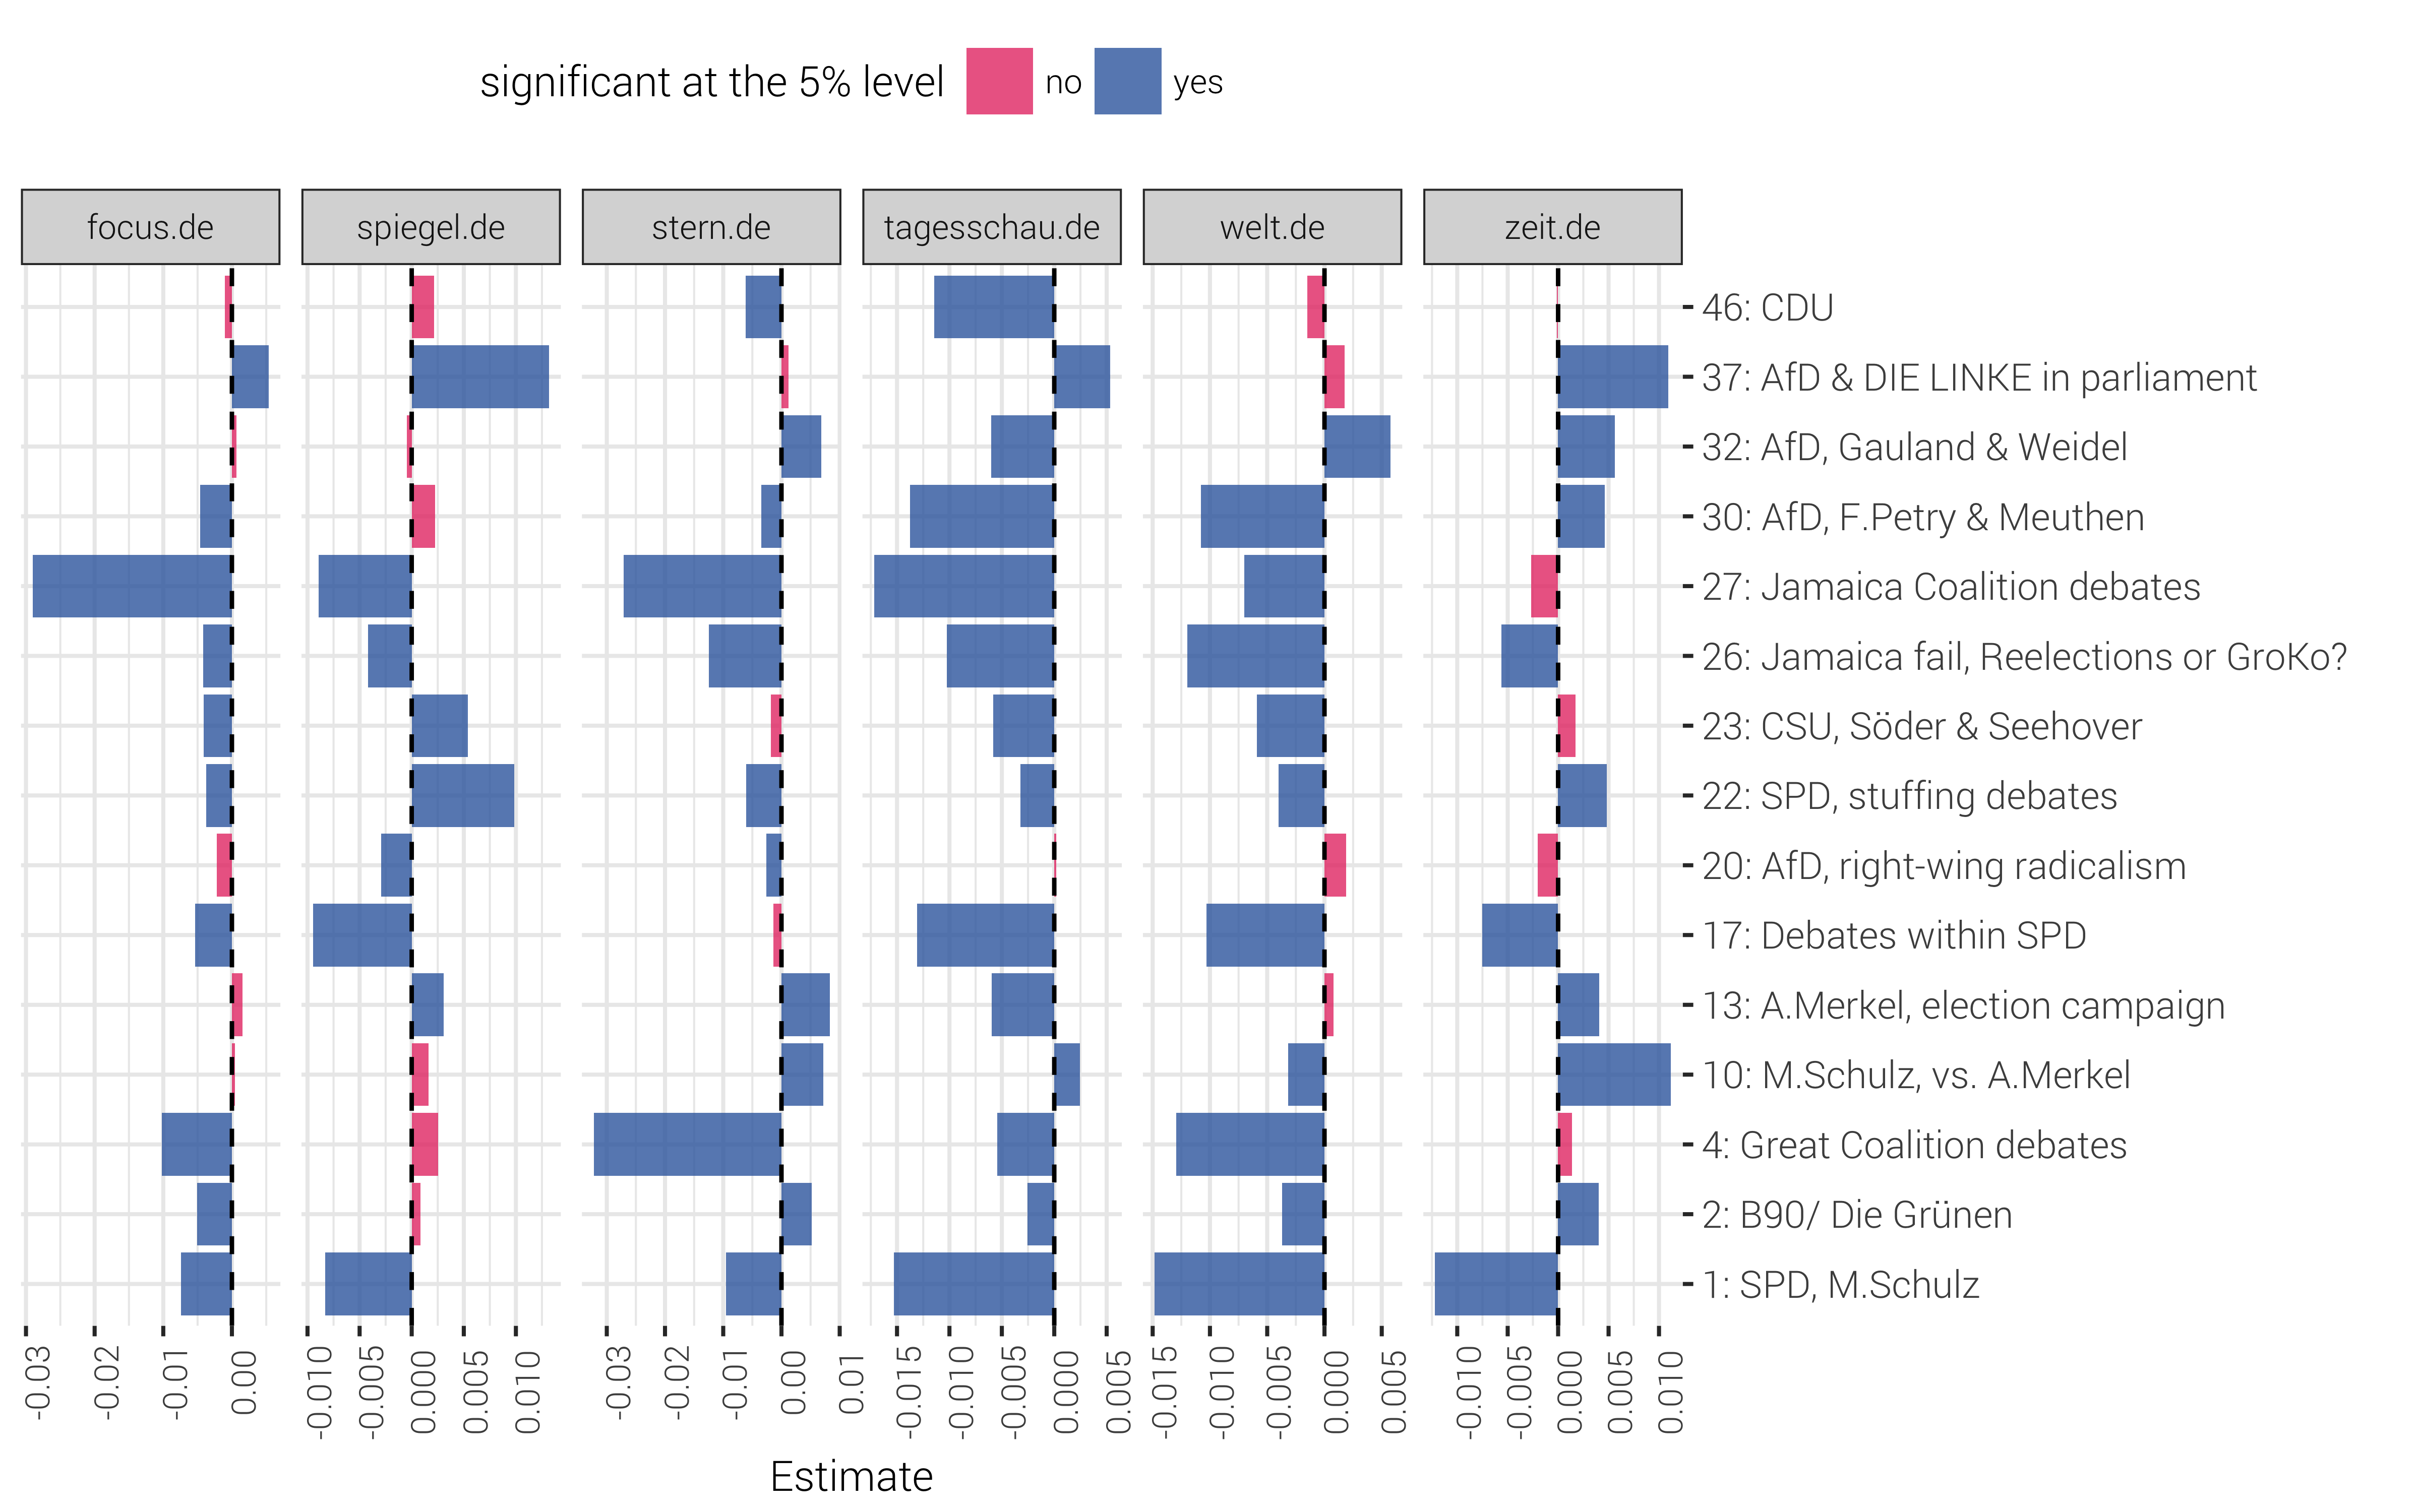 significant at the 5% level no yes
focus.de spiegel.de stern.de tagesschau.de welt.de zeit.de
46: CDU
37: AfD & DIE LINKE in parliament
32: AfD, Gauland & Weidel
30: AfD, F.Petry & Meuthen
27: Jamaica Coalition debates
26: Jamaica fail, Reelections or GroKo?
23: CSU, Söder & Seehover
22: SPD, stuffing debates
20: AfD, right-wing radicalism
17: Debates within SPD
13: A.Merkel, election campaign
10: M.Schulz, vs. A.Merkel
4: Great Coalition debates
2: B90/ Die Grünen
1: SPD, M.Schulz
-0.03 -0.02 -0.01 0.00 -0.010 -0.005 0.000 0.005 0.010 -0.03 -0.02 -0.01 0.00 0.01 -0.015 -0.010 -0.005 0.000 0.005 -0.015 -0.010 -0.005 0.000 0.005 -0.010 -0.005 0.000 0.005 0.010
Estimate